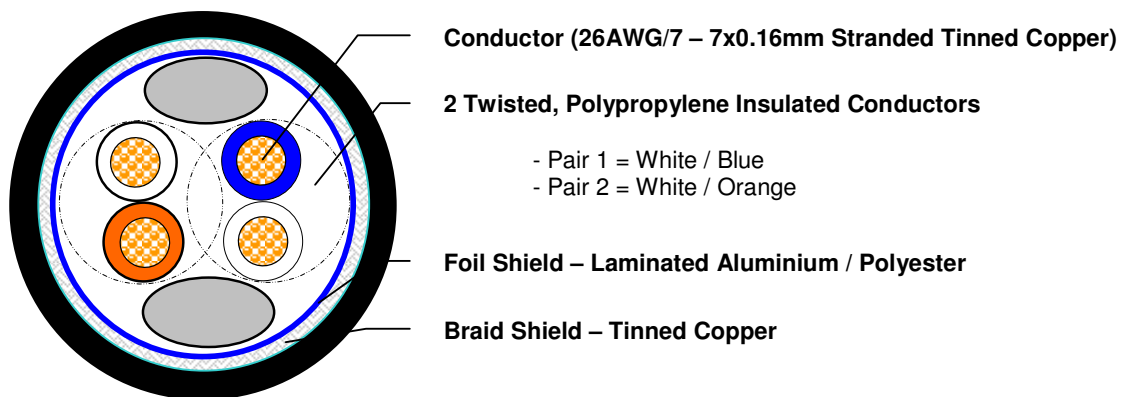 Conductor (26AWG/7 – 7x0.16mm Stranded Tinned Copper)
2 Twisted, Polypropylene Insulated Conductors
- Pair 1 = White / Blue
- Pair 2 = White / Orange
Foil Shield – Laminated Aluminium / Polyester
Braid Shield – Tinned Copper